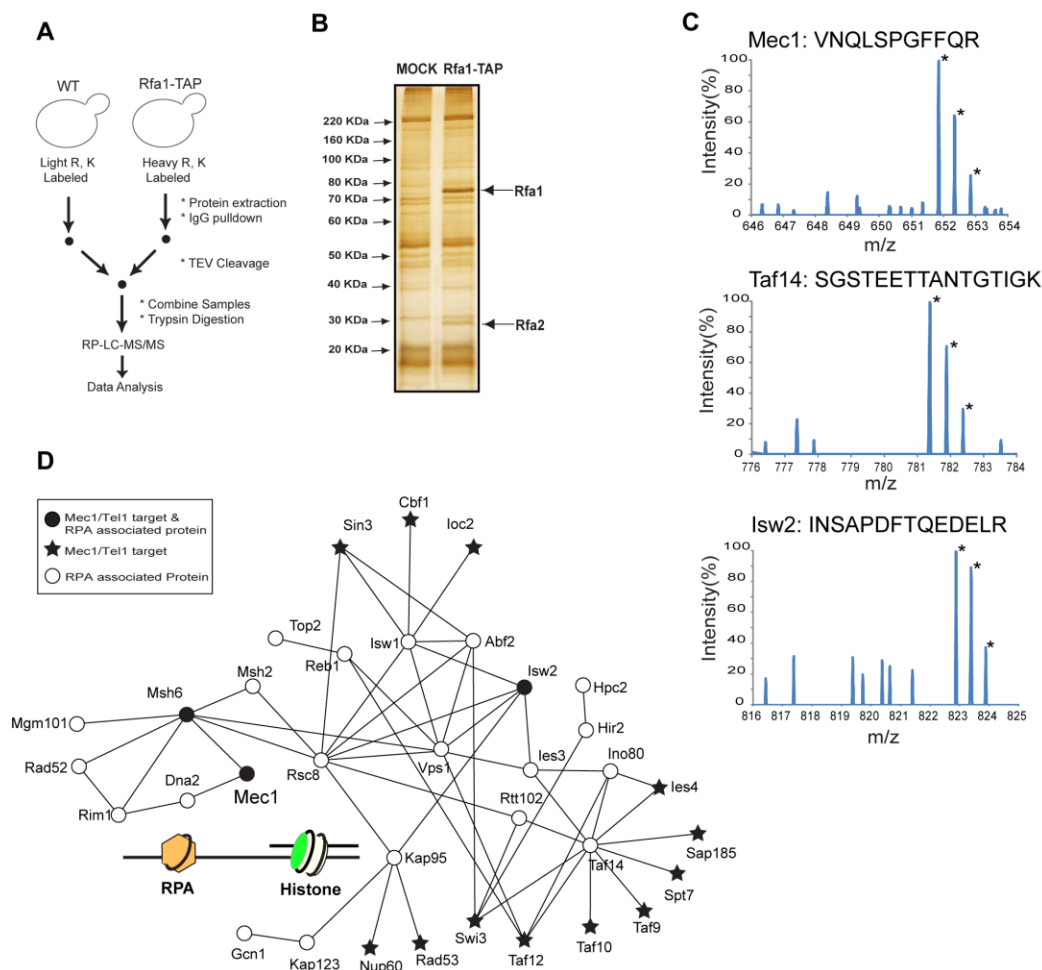 A
WT
Rfa1-TAP
Light R, K
Labeled
Heavy R, K
Labeled
* Protein extraction
* IgG pulldown
* TEV Cleavage
* Combine Samples
* Trypsin Digestion
RP-LC-MS/MS
Data Analysis
B
MOCK Rfa1-TAP
220 KDa
160 KDa
100 KDa
80 KDa
70 KDa
60 KDa
50 KDa
40 KDa
30 KDa
20 KDa
Rfa1
Rfa2
C
Mec1: VNQLSPGFFQR
Intensity(%)
100
80
60
40
20
0
* * *
646 647 648 649 650 651 652 653 654
m/z
Taf14: SGSTEETTANTGTIGK
Intensity(%)
100
80
60
40
20
0
* * *
776 777 778 779 780 781 782 783 784
m/z
Isw2: INSAPDFTQEDELR
Intensity(%)
100
80
60
40
20
0
* * *
816 817 818 819 820 821 822 823 824 825
m/z
D
Mec1/Tel1 target &
RPA associated protein
Mec1/Tel1 target
RPA associated Protein
Cbf1
Sin3
Ioc2
Top2
Isw1
Abf2
Reb1
Msh2
Isw2
Msh6
Hpc2
Mgm101
Hir2
Rad52
Rsc8
Vps1
Ies3
Ino80
Dna2
Mec1
Rtt102
Ies4
Rim1
Sap185
Kap95
Taf14
RPA
Histone
Spt7
Swi3
Taf12
Taf10
Taf9
Gcn1
Kap123
Nup60
Rad53